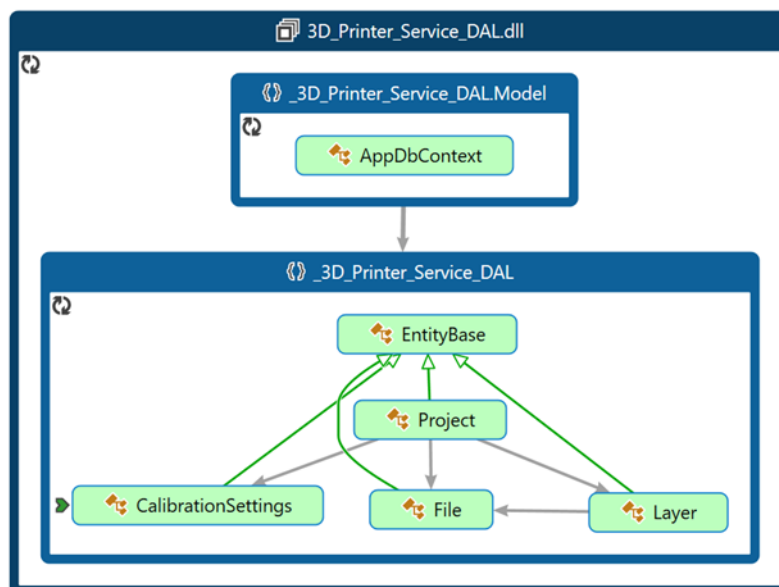 3D_Printer_Service_DAL.dll
_3D_Printer_Service_DAL.Model
AppDbContext
_3D_Printer_Service_DAL
EntityBase
Project
CalibrationSettings
File
Layer